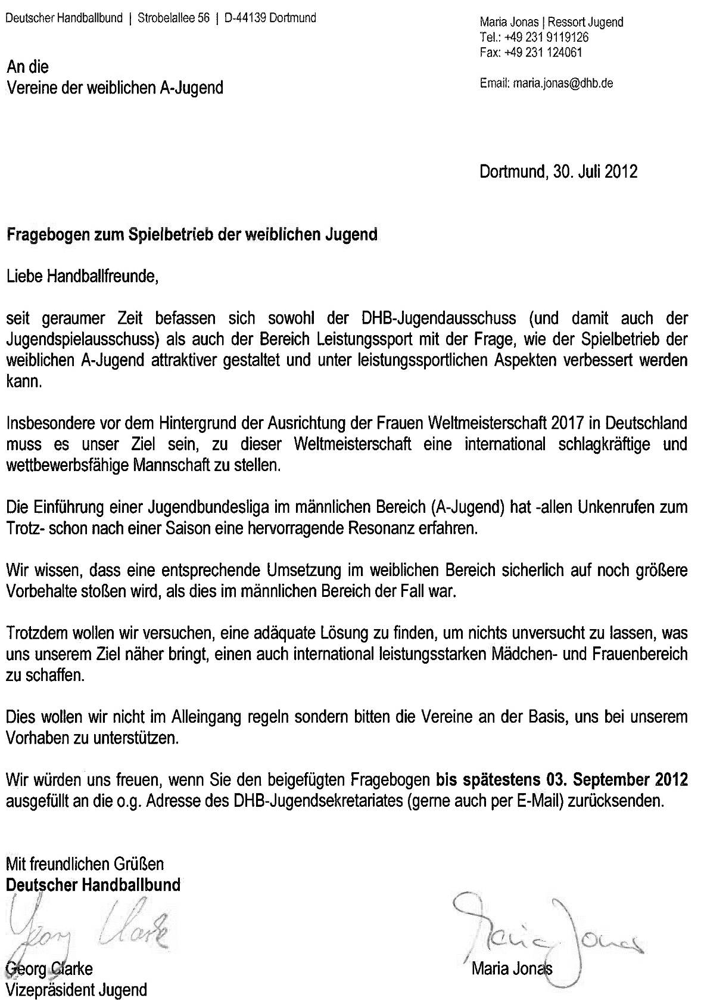 Deutscher Handballbund | Strobelallee 56 | D-44139 Dortmund
Maria Jonas | Ressort Jugend
Tel.: +49 231 9119126
Fax: +49 231 124061
Email: maria.jonas@dhb.de
An die
Vereine der weiblichen A-Jugend
Dortmund, 30. Juli 2012
Fragebogen zum Spielbetrieb der weiblichen Jugend
Liebe Handballfreunde,
seit geraumer Zeit befassen sich sowohl der DHB-Jugendausschuss (und damit auch der
Jugendspielausschuss) als auch der Bereich Leistungssport mit der Frage, wie der Spielbetrieb der
weiblichen A-Jugend attraktiver gestaltet und unter leistungssportlichen Aspekten verbessert werden
kann.
Insbesondere vor dem Hintergrund der Ausrichtung der Frauen Weltmeisterschaft 2017 in Deutschland
muss es unser Ziel sein, zu dieser Weltmeisterschaft eine international schlagkräftige und
wettbewerbsfähige Mannschaft zu stellen.
Die Einführung einer Jugendbundesliga im männlichen Bereich (A-Jugend) hat -allen Unkenrufen zum
Trotz- schon nach einer Saison eine hervorragende Resonanz erfahren.
Wir wissen, dass eine entsprechende Umsetzung im weiblichen Bereich sicherlich auf noch größere
Vorbehalte stoßen wird, als dies im männlichen Bereich der Fall war.
Trotzdem wollen wir versuchen, eine adäquate Lösung zu finden, um nichts unversucht zu lassen, was
uns unserem Ziel näher bringt, einen auch international leistungsstarken Mädchen- und Frauenbereich
zu schaffen.
Dies wollen wir nicht im Alleingang regeln sondern bitten die Vereine an der Basis, uns bei unserem
Vorhaben zu unterstützen.
Wir würden uns freuen, wenn Sie den beigefügten Fragebogen bis spätestens 03. September 2012
ausgefüllt an die o.g. Adresse des DHB-Jugendsekretariates (gerne auch per E-Mail) zurücksenden.
Mit freundlichen Grüßen
Deutscher Handballbund
Georg Clarke
Maria Jonas
Georg Clarke
Maria Jonas
Vizepräsident Jugend